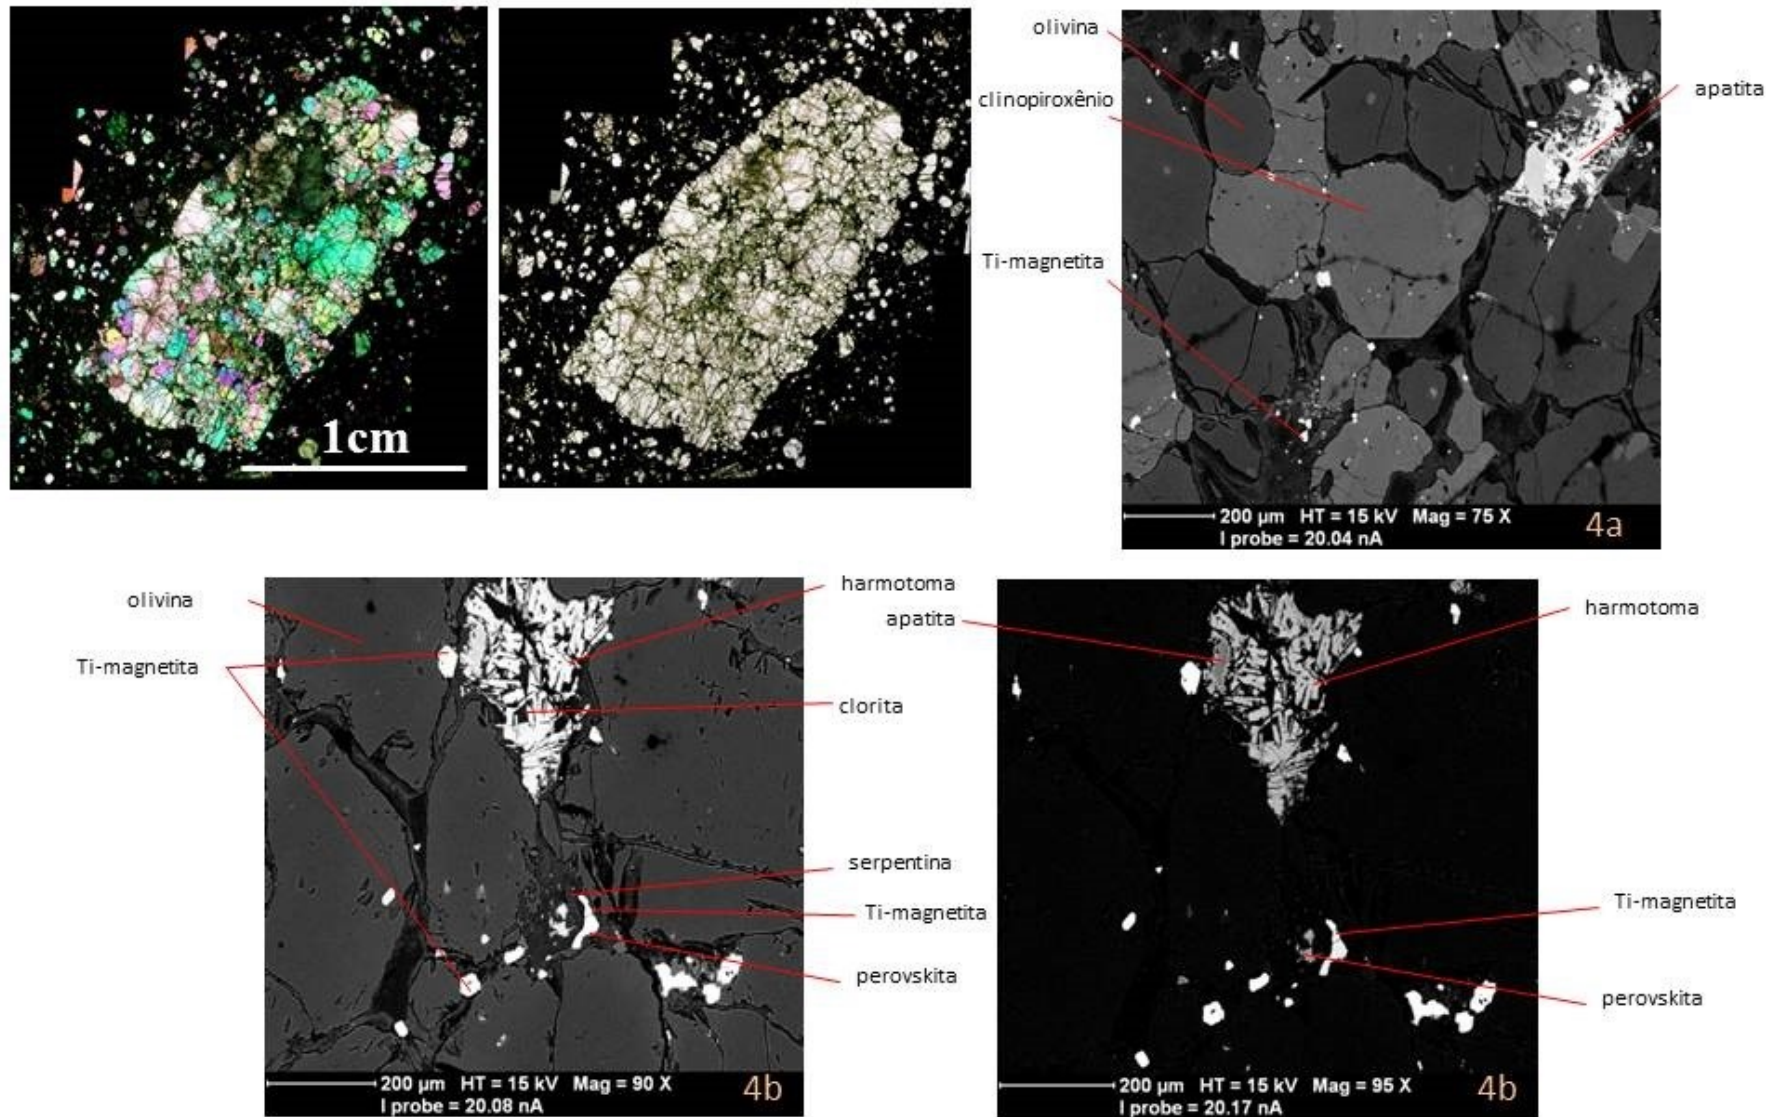 1cm
olivina
clinopiroxênio
apatita
Ti-magnetita
200 µm HT = 15 kV Mag = 75 X
I probe = 20.04 nA
4a
olivina
Ti-magnetita
harmotoma
clorita
serpentina
Ti-magnetita
perovskita
200 µm HT = 15 kV Mag = 90 X
I probe = 20.08 nA
4b
apatita
harmotoma
Ti-magnetita
perovskita
200 µm HT = 15 kV Mag = 95 X
I probe = 20.17 nA
4b